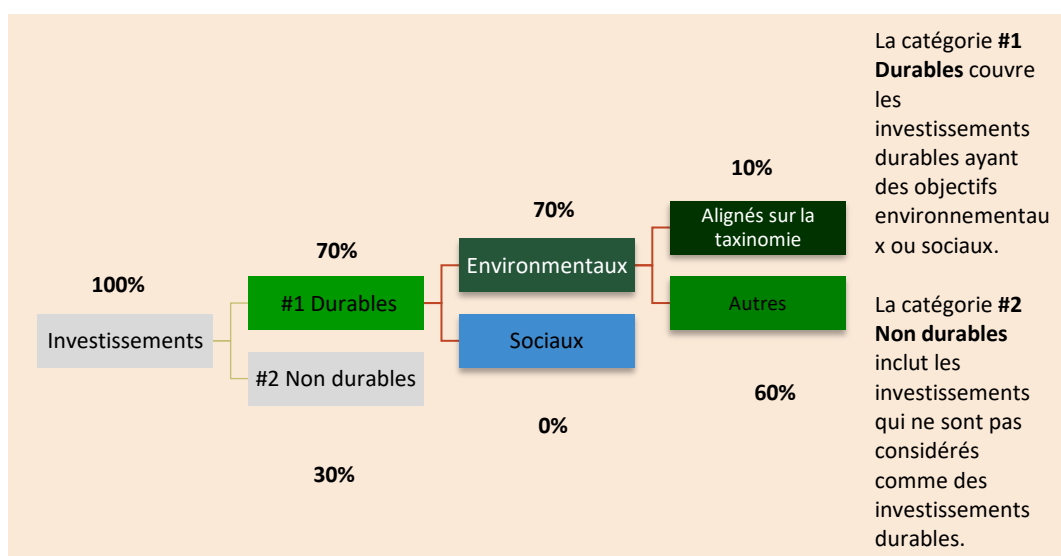 100%
Investissements
70%
#1 Durables
#2 Non durables
30%
70%
Environmentaux
Sociaux
0%
10%
Alignés sur la
taxinomie
Autres
60%
La catégorie #1
Durables couvre
les
investissements
durables ayant
des objectifs
environnementau
x ou sociaux.
La catégorie #2
Non durables
inclut les
investissements
qui ne sont pas
considérés
comme des
investissements
durables.